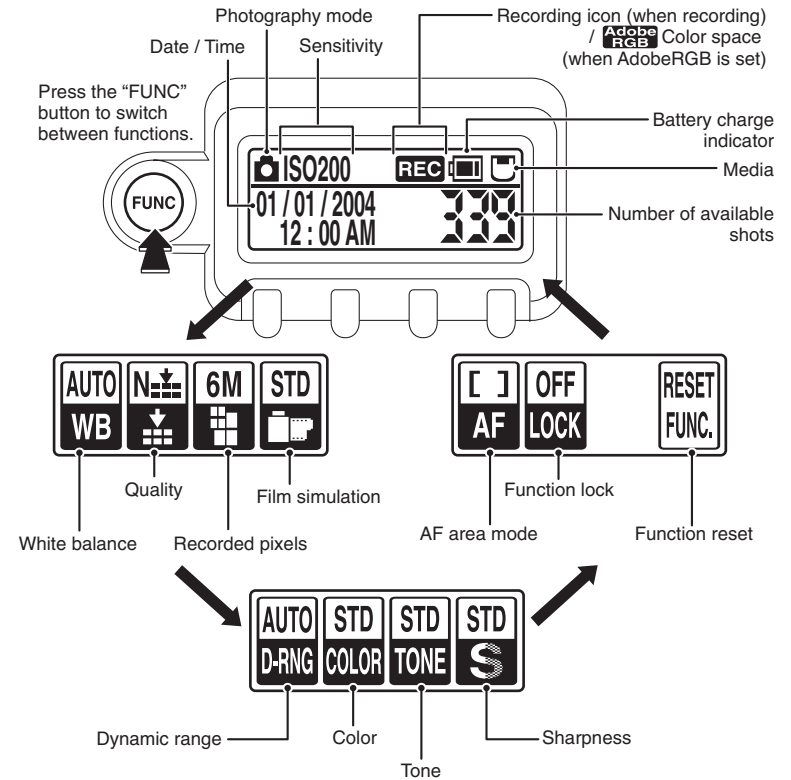 Photography mode
Date / Time
Sensitivity
Recording icon (when recording)
/ Adobe RGB Color space
(when AdobeRGB is set)
Press the “FUNC”
button to switch
between functions.
Battery charge
indicator
Media
Number of available
shots
FUNC
ISO200 REC
01 / 01 / 2004
12 : 00 AM
339
AUTO N 6M STD
WB
[ ] OFF RESET
AF LOCK FUNC.
Quality
Film simulation
White balance
Recorded pixels
Function lock
AF area mode
Function reset
AUTO STD STD STD
D-RNG COLOR TONE S
Dynamic range
Color
Tone
Sharpness